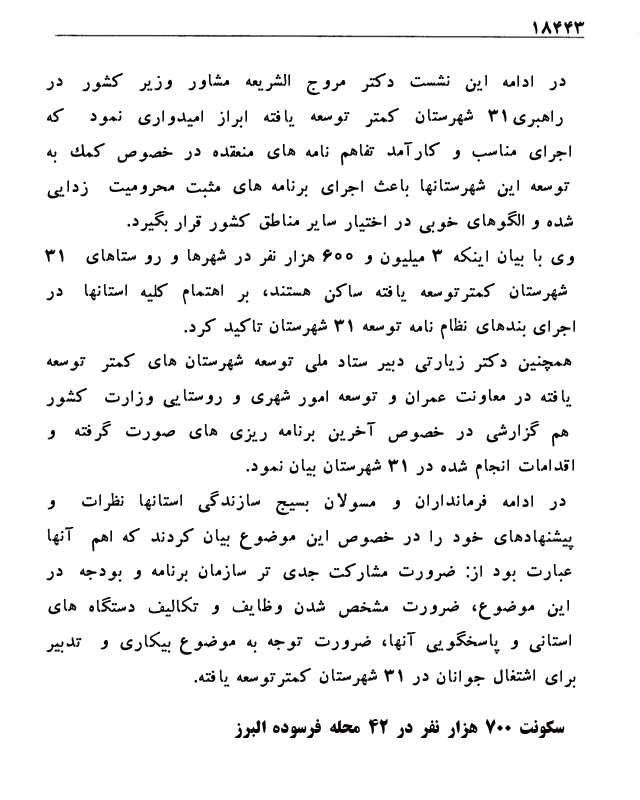 ۱۸۴۴۳
در ادامه این نشست دکتر مروج الشریعه مشاور وزیر کشور در
راهبری ۳۱ شهرستان کمتر توسعه یافته ابراز امیدواری نمود که
اجرای مناسب و کارآمد تفاهم نامه های منعقده در خصوص کمك به
توسعه این شهرستانها باعث اجرای برنامه های مثبت محرومیت زدایی
شده و الگوهای خوبی در اختیار سایر مناطق کشور قرار بگیرد.
وی با بیان اینکه ۳ میلیون و ۶۰۰ هزار نفر در شهرها و رو ستاهای ۳۱
شهرستان کمترتوسعه یافته ساکن هستند، بر اهتمام کلیه استانها در
اجرای بندهای نظام نامه توسعه ۳۱ شهرستان تاکید کرد.
همچنین دکتر زیارتی دبیر ستاد ملی توسعه شهرستان های کمتر توسعه
یافته در معاونت عمران و توسعه امور شهری و روستایی وزارت کشور
هم گزارشی در خصوص آخرین برنامه ریزی های صورت گرفته و
اقدامات انجام شده در ۳۱ شهرستان بیان نمود.
در ادامه فرمانداران و مسولان بسیج سازندگی استانها نظرات و
پیشنهادهای خود را در خصوص این موضوع بیان کردند که اهم آنها
عبارت بود از: ضرورت مشارکت جدی تر سازمان برنامه و بودجه در
این موضوع، ضرورت مشخص شدن وظایف و تکالیف دستگاه های
استانی و پاسخگویی آنها، ضرورت توجه به موضوع بیکاری و تدبیر
برای اشتغال جوانان در ۳۱ شهرستان کمترتوسعه یافته.
سکونت ۷۰۰ هزار نفر در ۴۲ محله فرسوده البرز